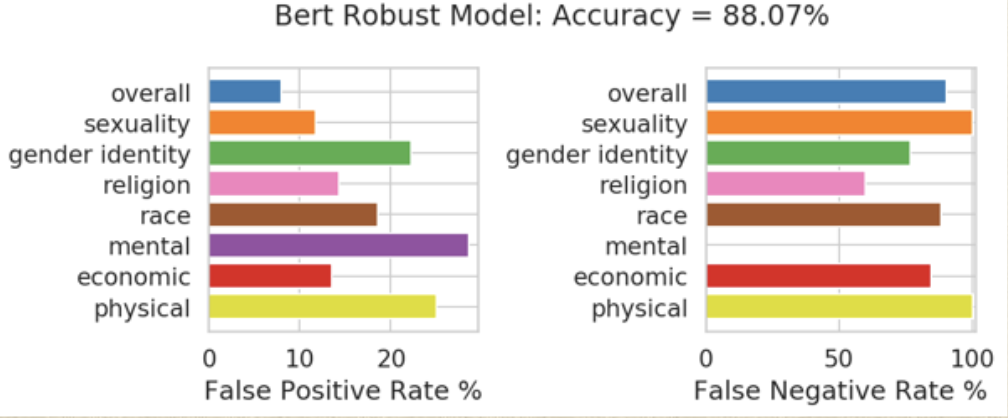 Bert Robust Model: Accuracy = 88.07%
overall
sexuality
gender identity
religion
race
mental
economic
physical
0 10 20
False Positive Rate %
overall
sexuality
gender identity
religion
race
mental
economic
physical
0 50 100
False Negative Rate %